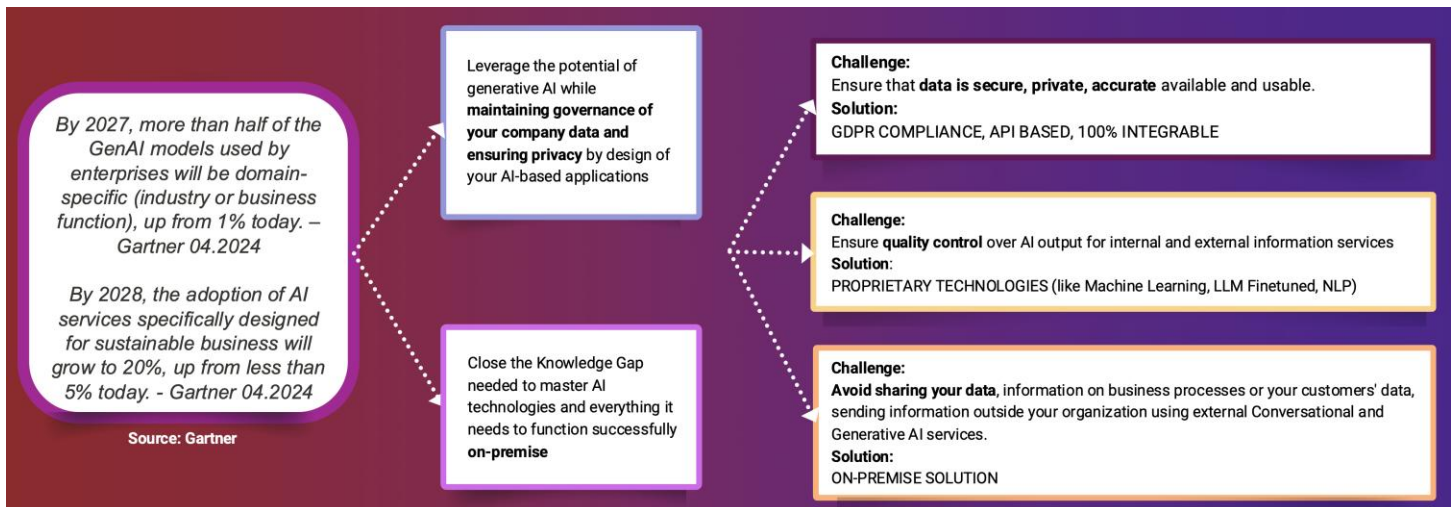 By 2027, more than half of the
GenAI models used by
enterprises will be domain-
specific (industry or business
function), up from 1% today. –
Gartner 04.2024
By 2028, the adoption of AI
services specifically designed
for sustainable business will
grow to 20%, up from less than
5% today. - Gartner 04.2024
Source: Gartner
Leverage the potential of
generative AI while
maintaining governance of
your company data and
ensuring privacy by design of
your AI-based applications
Close the Knowledge Gap
needed to master AI
technologies and everything it
needs to function successfully
on-premise
Challenge:
Ensure that data is secure, private, accurate available and usable.
Solution:
GDPR COMPLIANCE, API BASED, 100% INTEGRABLE
Challenge:
Ensure quality control over AI output for internal and external information services
Solution:
PROPRIETARY TECHNOLOGIES (like Machine Learning, LLM Finetuned, NLP)
Challenge:
Avoid sharing your data, information on business processes or your customers' data,
sending information outside your organization using external Conversational and
Generative AI services.
Solution:
ON-PREMISE SOLUTION